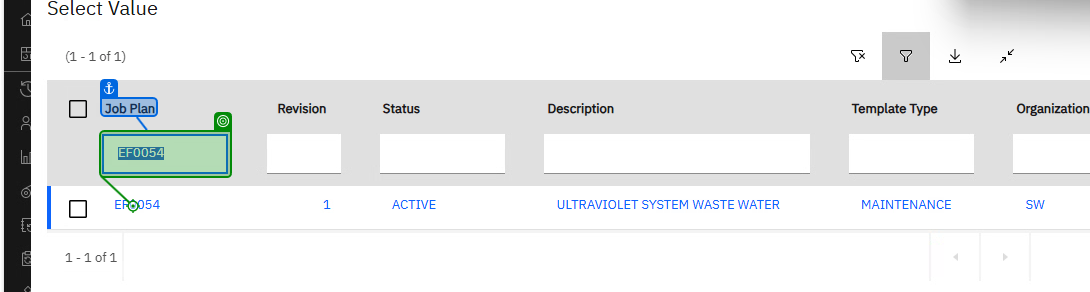 Select Value
(1 - 1 of 1)
Job Plan Revision Status Description Template Type Organization
EF0054
EF0054 1 ACTIVE ULTRAVIOLET SYSTEM WASTE WATER MAINTENANCE SW
1 - 1 of 1